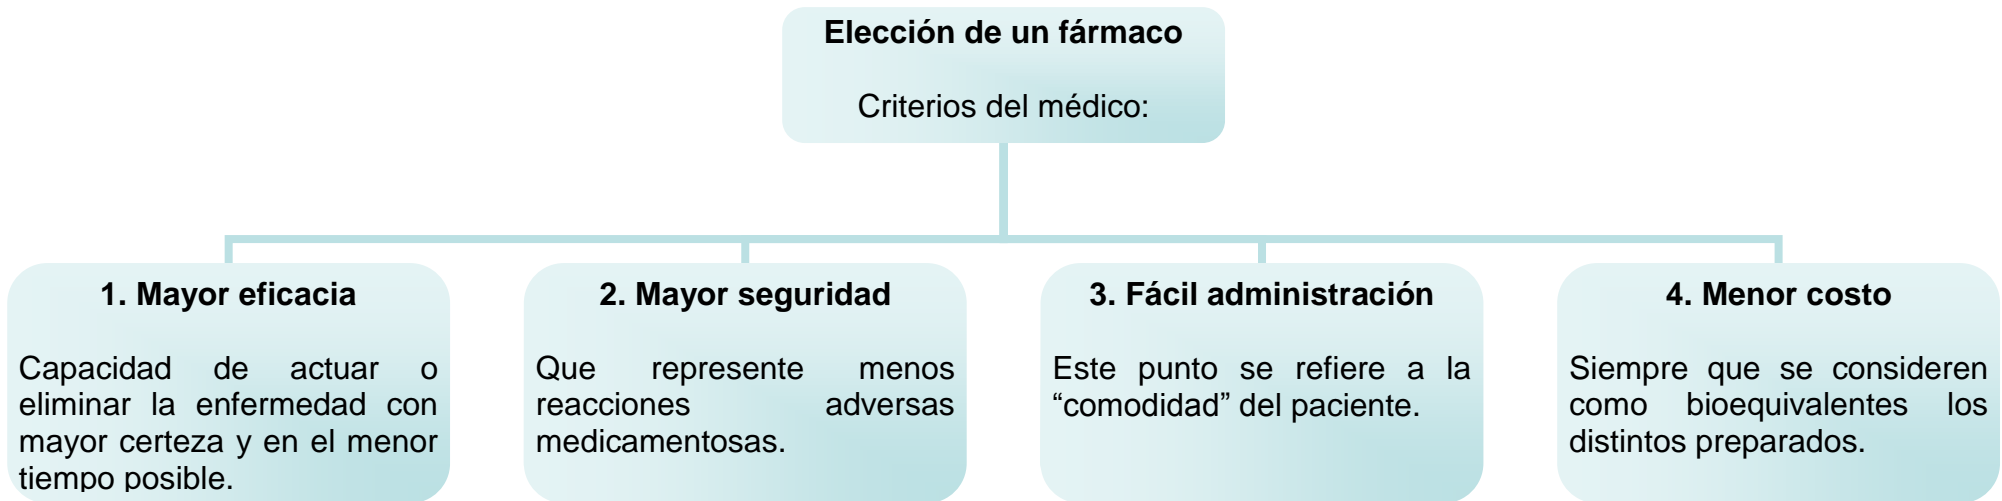 Elección de un fármaco
Criterios del médico:
1. Mayor eficacia
Capacidad de actuar o
eliminar la enfermedad con
mayor certeza y en el menor
tiempo posible.
2. Mayor seguridad
Que represente menos
reacciones adversas
medicamentosas.
3. Fácil administración
Este punto se refiere a la
“comodidad” del paciente.
4. Menor costo
Siempre que se consideren
como bioequivalentes los
distintos preparados.